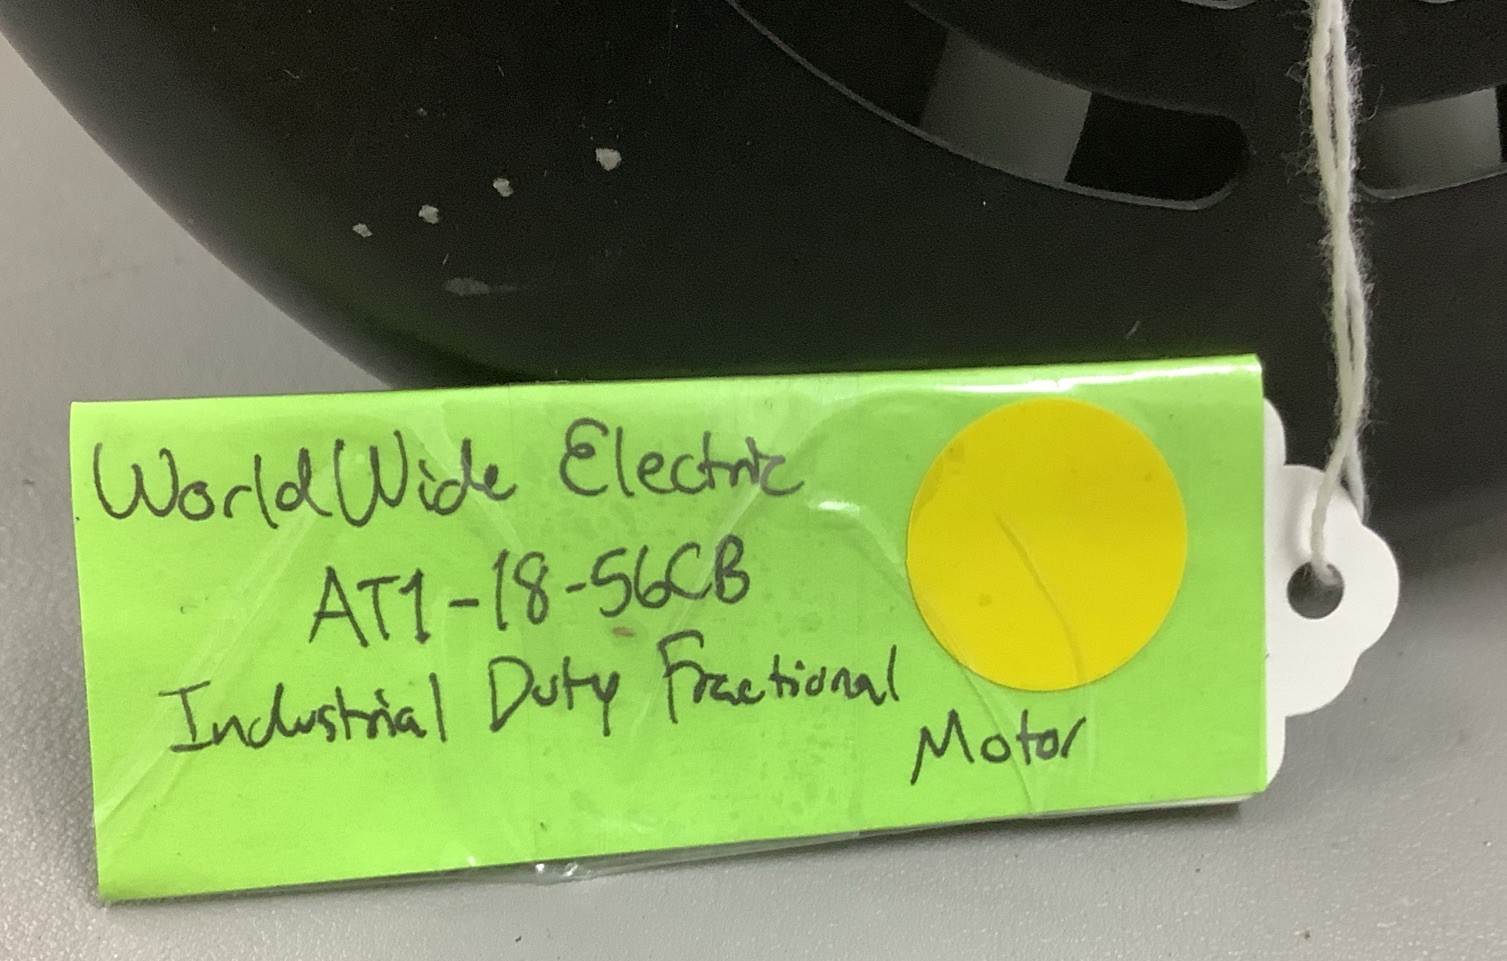 WorldWide Electric
AT1-18-56CB
Industrial Duty Fractional
Motor